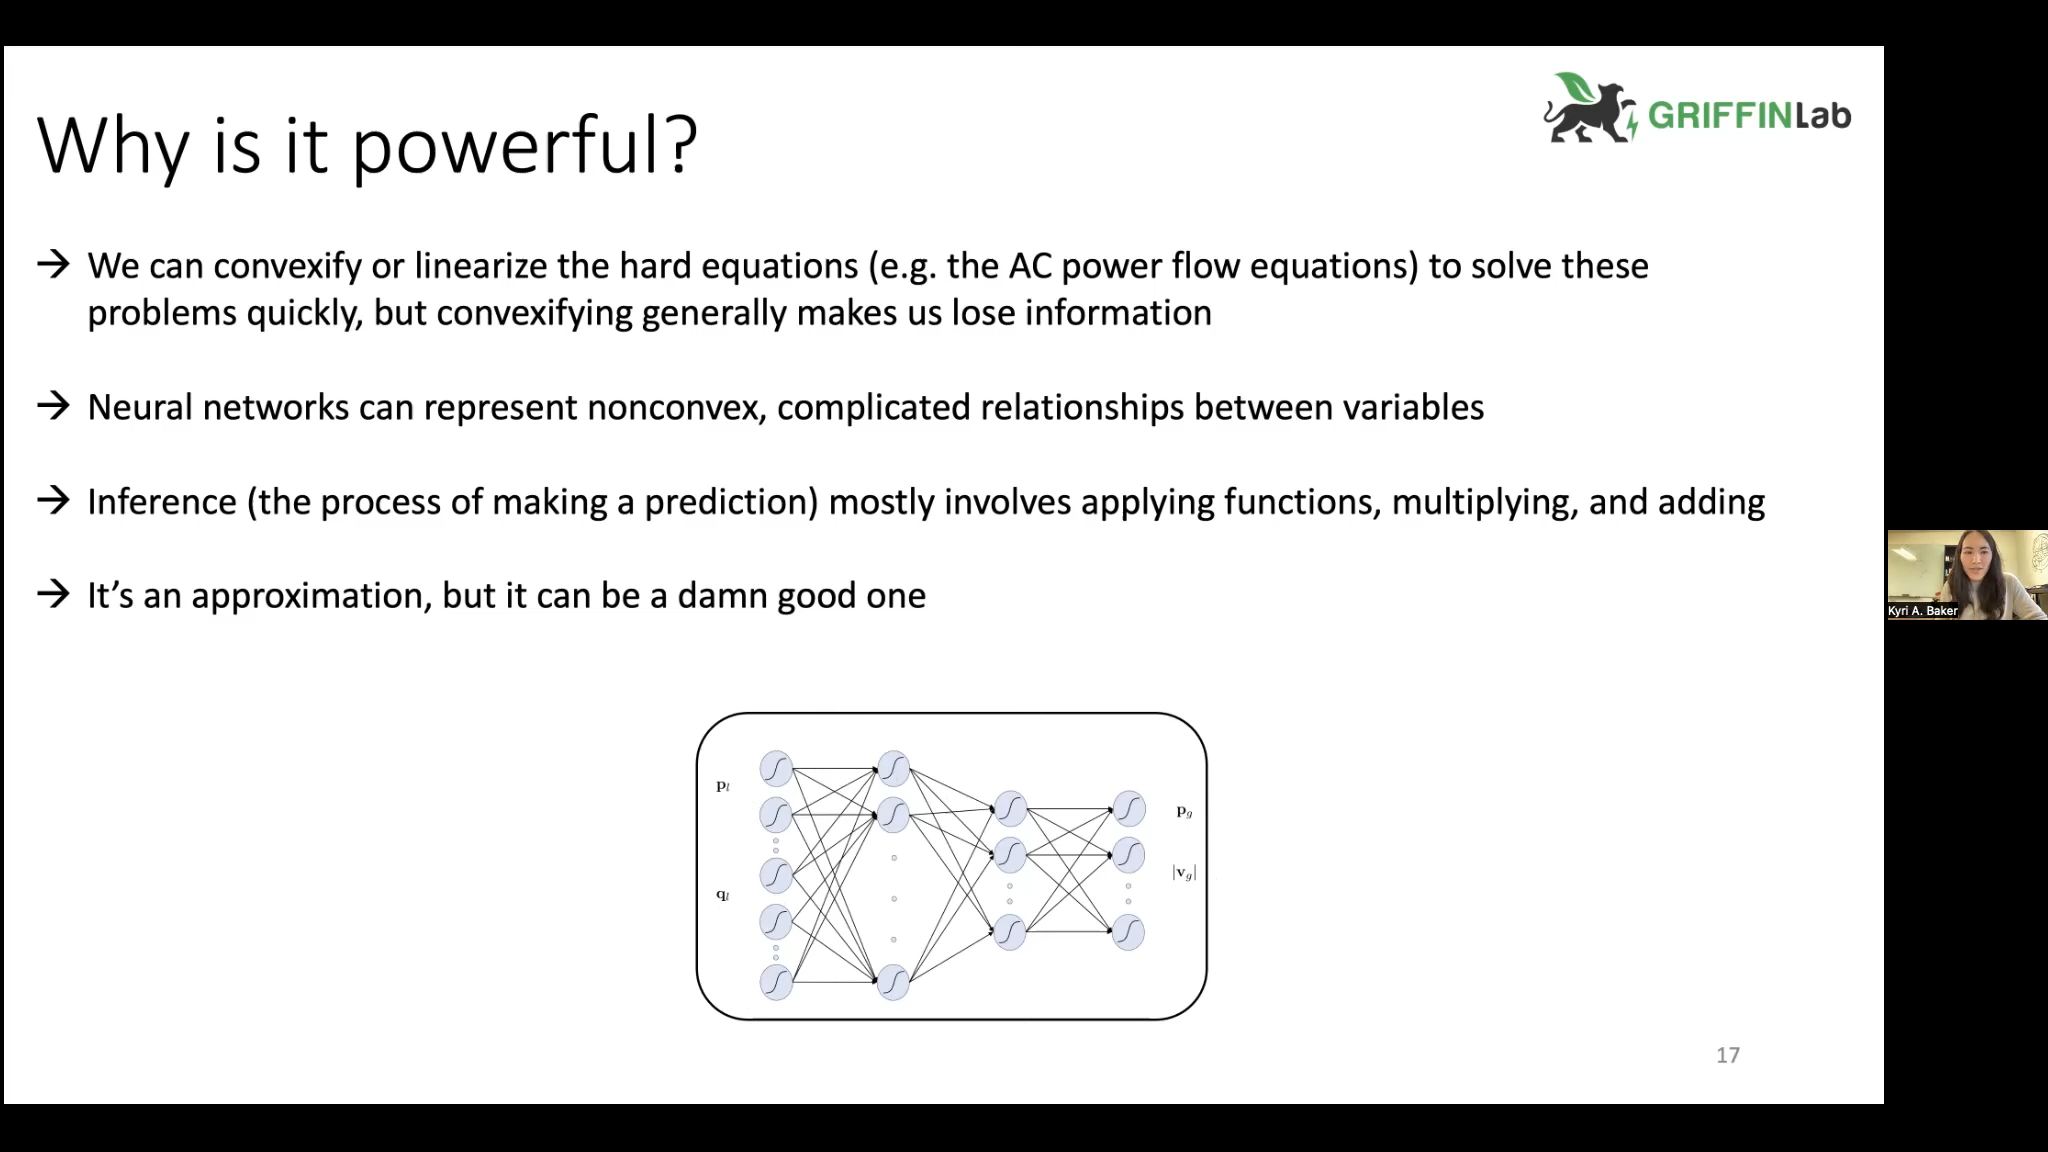 Why is it powerful?
GRIFFINLab
→ We can convexify or linearize the hard equations (e.g. the AC power flow equations) to solve these
problems quickly, but convexifying generally makes us lose information
→ Neural networks can represent nonconvex, complicated relationships between variables
→ Inference (the process of making a prediction) mostly involves applying functions, multiplying, and adding
→ It’s an approximation, but it can be a damn good one
Kyri A. Baker
p_l
p_g
|v_g|
q_l
17